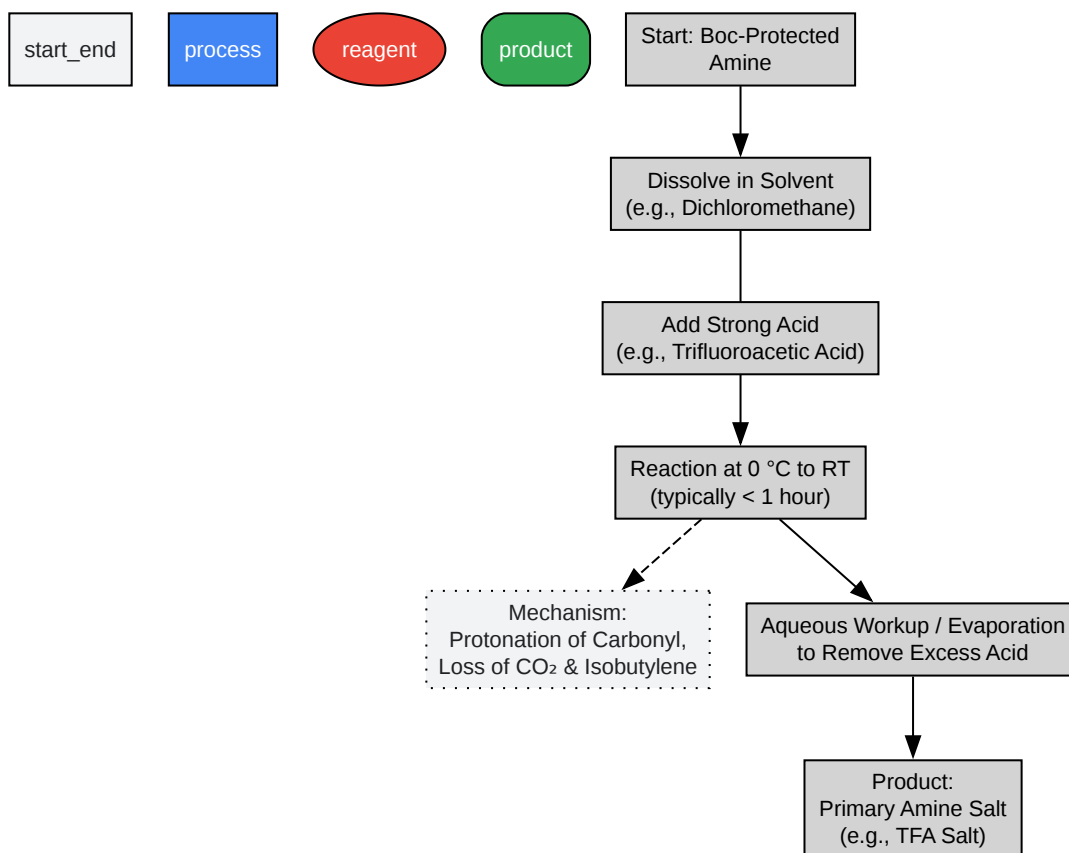 start_end
process
reagent
product
Start: Boc-Protected
Amine
Dissolve in Solvent
(e.g., Dichloromethane)
Add Strong Acid
(e.g., Trifluoroacetic Acid)
Reaction at 0 °C to RT
(typically < 1 hour)
Mechanism:
Protonation of Carbonyl,
Loss of CO₂ & Isobutylene
Aqueous Workup / Evaporation
to Remove Excess Acid
Product:
Primary Amine Salt
(e.g., TFA Salt)